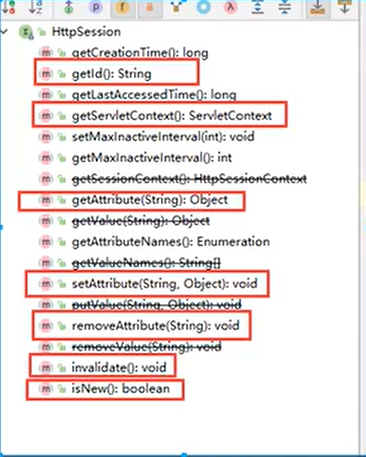 HttpSession
getCreationTime(): long
getId(): String
getLastAccessedTime(): long
getServletContext(): ServletContext
setMaxInactiveInterval(int): void
getMaxInactiveInterval(): int
getSessionContext(): HttpSessionContext
getAttribute(String): Object
getValue(String): Object
getAttributeNames(): Enumeration
getValueNames(): String[]
setAttribute(String, Object): void
putValue(String, Object): void
removeAttribute(String): void
removeValue(String): void
invalidate(): void
isNew(): boolean